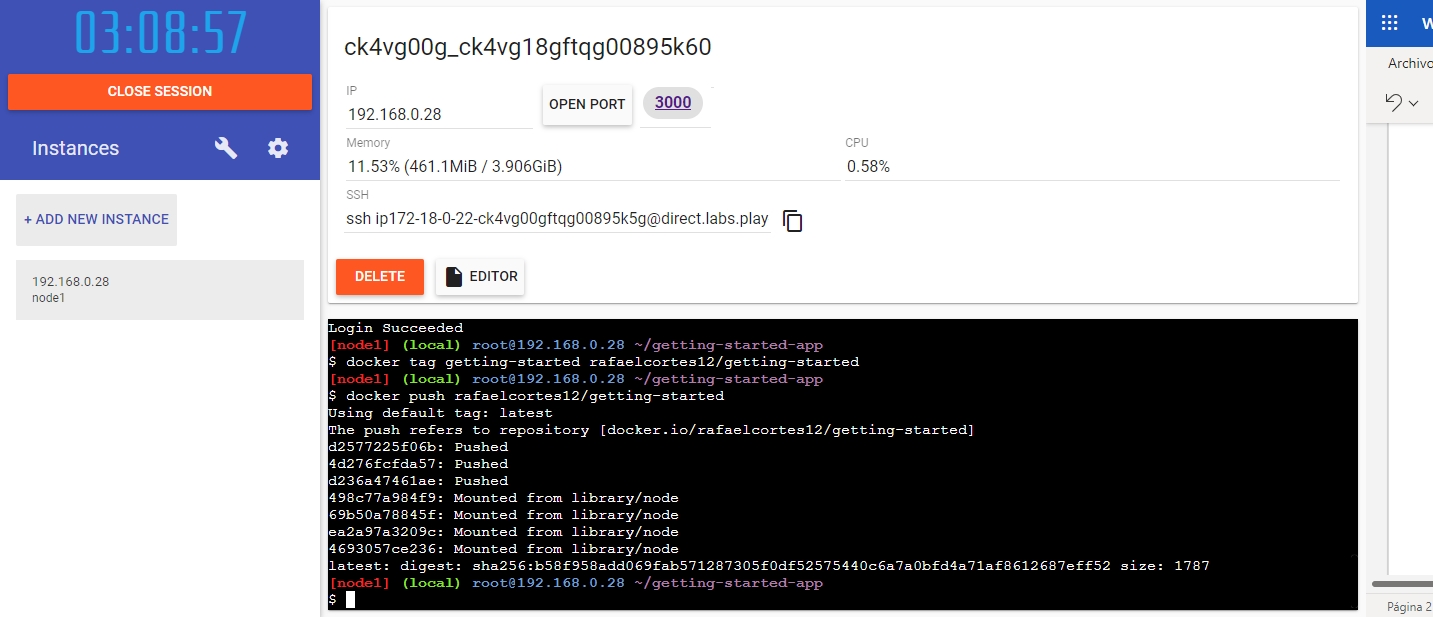 03:08:57
CLOSE SESSION
Instances
+ ADD NEW INSTANCE
192.168.0.28
node1
ck4vg00g_ck4vg18gftqg00895k60
IP
192.168.0.28
OPEN PORT
3000
Memory
11.53% (461.1MiB / 3.906GiB)
CPU
0.58%
SSH
ssh ip172-18-0-22-ck4vg00gftqg00895k5g@direct.labs.play
DELETE
EDITOR
Login Succeeded
[node1] (local) root@192.168.0.28 ~/getting-started-app
$ docker tag getting-started rafaelcortes12/getting-started
[node1] (local) root@192.168.0.28 ~/getting-started-app
$ docker push rafaelcortes12/getting-started
Using default tag: latest
The push refers to repository [docker.io/rafaelcortes12/getting-started]
d2577225f06b: Pushed
4d276fcfda57: Pushed
d236a47461ae: Pushed
498c77a984f9: Mounted from library/node
69b50a78845f: Mounted from library/node
ea2a97a3209c: Mounted from library/node
4693057ce236: Mounted from library/node
latest: digest: sha256:b58f958add069fab571287305f0df52575440c6a7a0bfd4a71af8612687eff52 size: 1787
[node1] (local) root@192.168.0.28 ~/getting-started-app
$
W
Archivo
Página 2